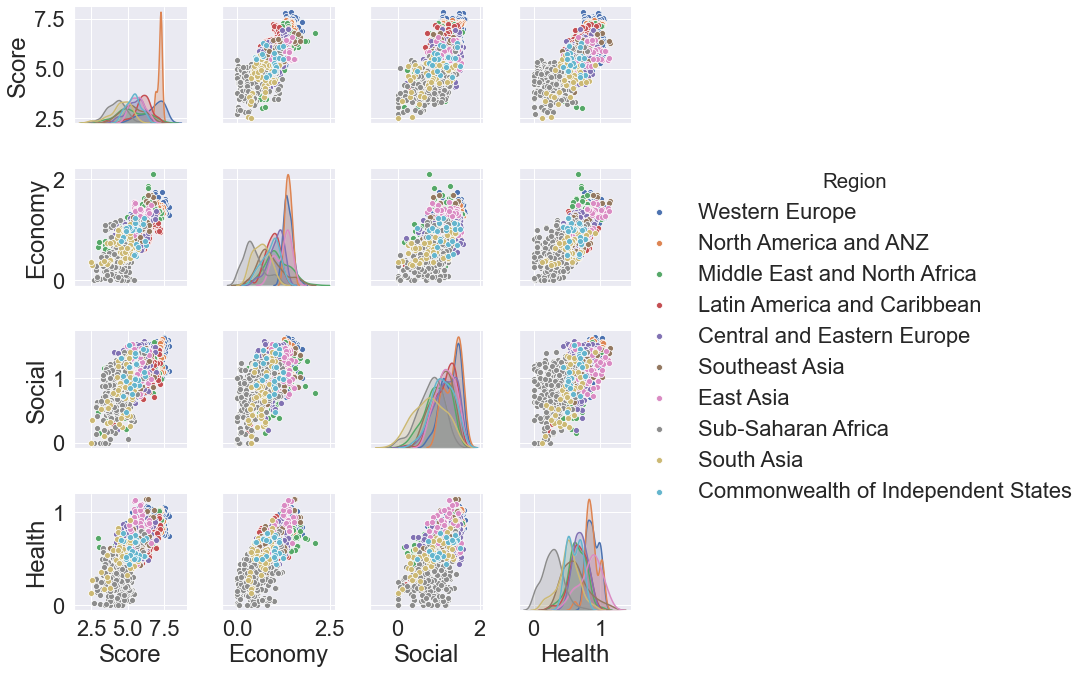 Score
7.5
5.0
2.5
Economy
2
0
Social
1
0
Health
1
0
2.5 5.0 7.5
0.0 2.5
0 2
0 1
Score Economy Social Health
Region
Western Europe
North America and ANZ
Middle East and North Africa
Latin America and Caribbean
Central and Eastern Europe
Southeast Asia
East Asia
Sub-Saharan Africa
South Asia
Commonwealth of Independent States